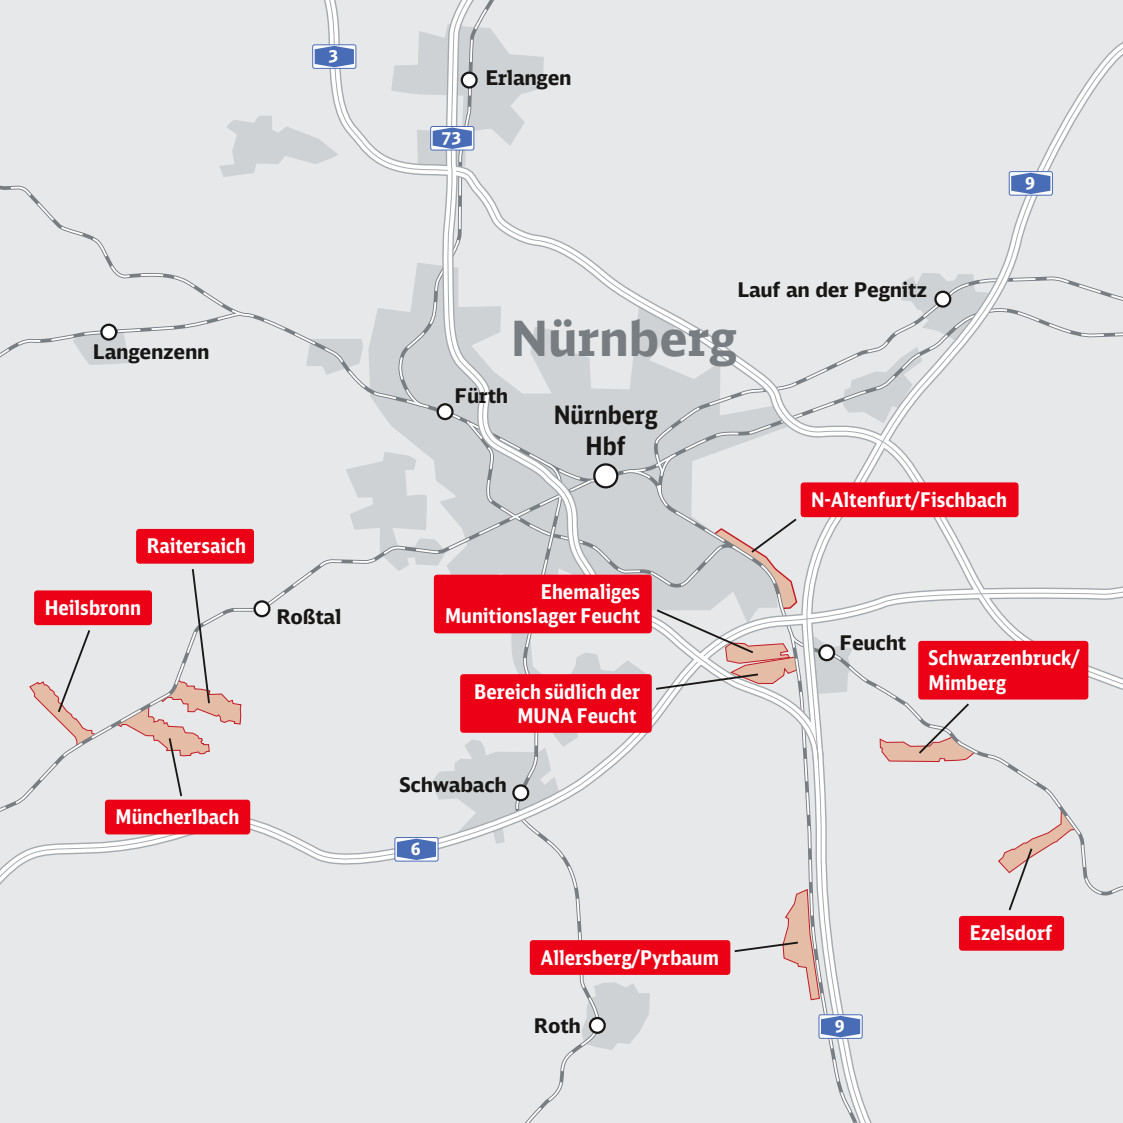 3
Erlangen
73
9
Lauf an der Pegnitz
Nürnberg
Langenzenn
Fürth
Nürnberg
Hbf
N-Altenfurt/Fischbach
Raitersaich
Heilsbronn
Roßtal
Ehemaliges
Munitionslager Feucht
Feucht
Schwarzenbruck/
Mimberg
Bereich südlich der
MUNA Feucht
Schwabach
Müncherlbach
6
Ezelsdorf
Allersberg/Pyrbaum
Roth
9